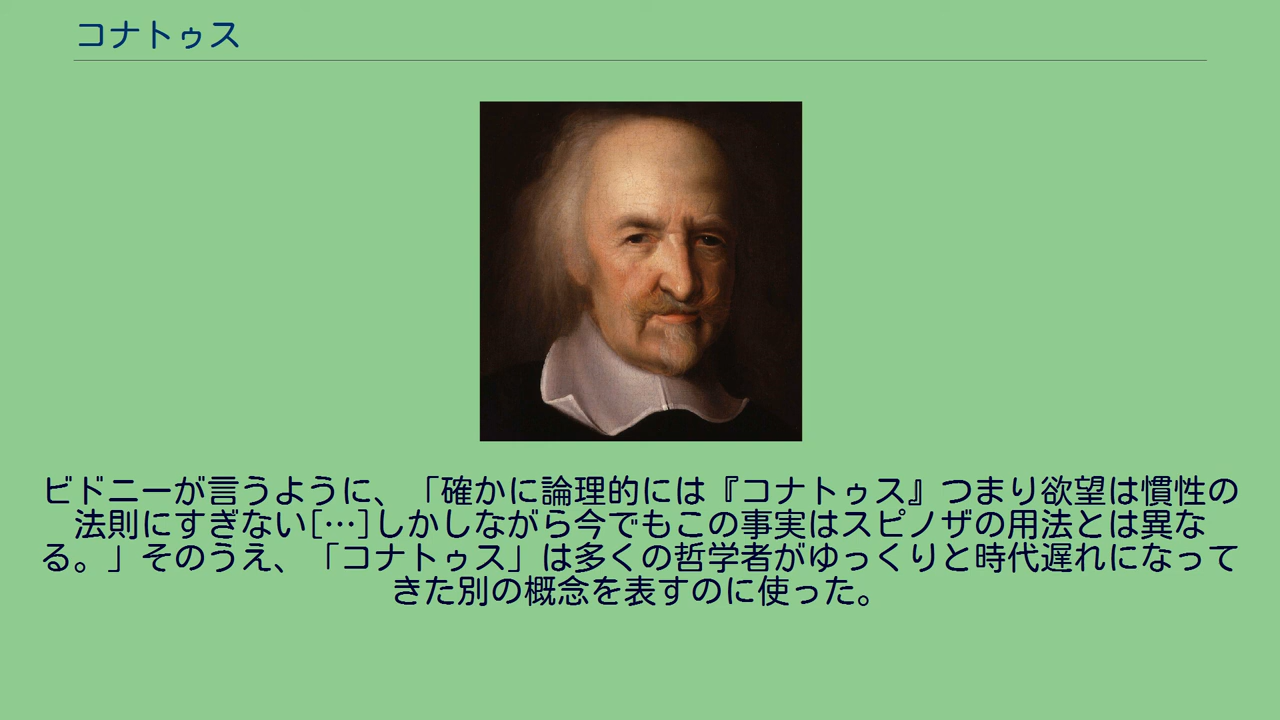 コナトゥス
ビドニーが言うように、「確かに論理的には『コナトゥス』つまり欲望は慣性の
法則にすぎない[…]しかしながら今でもこの事実はスピノザの用法とは異な
る。」そのうえ、「コナトゥス」は多くの哲学者がゆっくりと時代遅れになって
きた別の概念を表すのに使った。